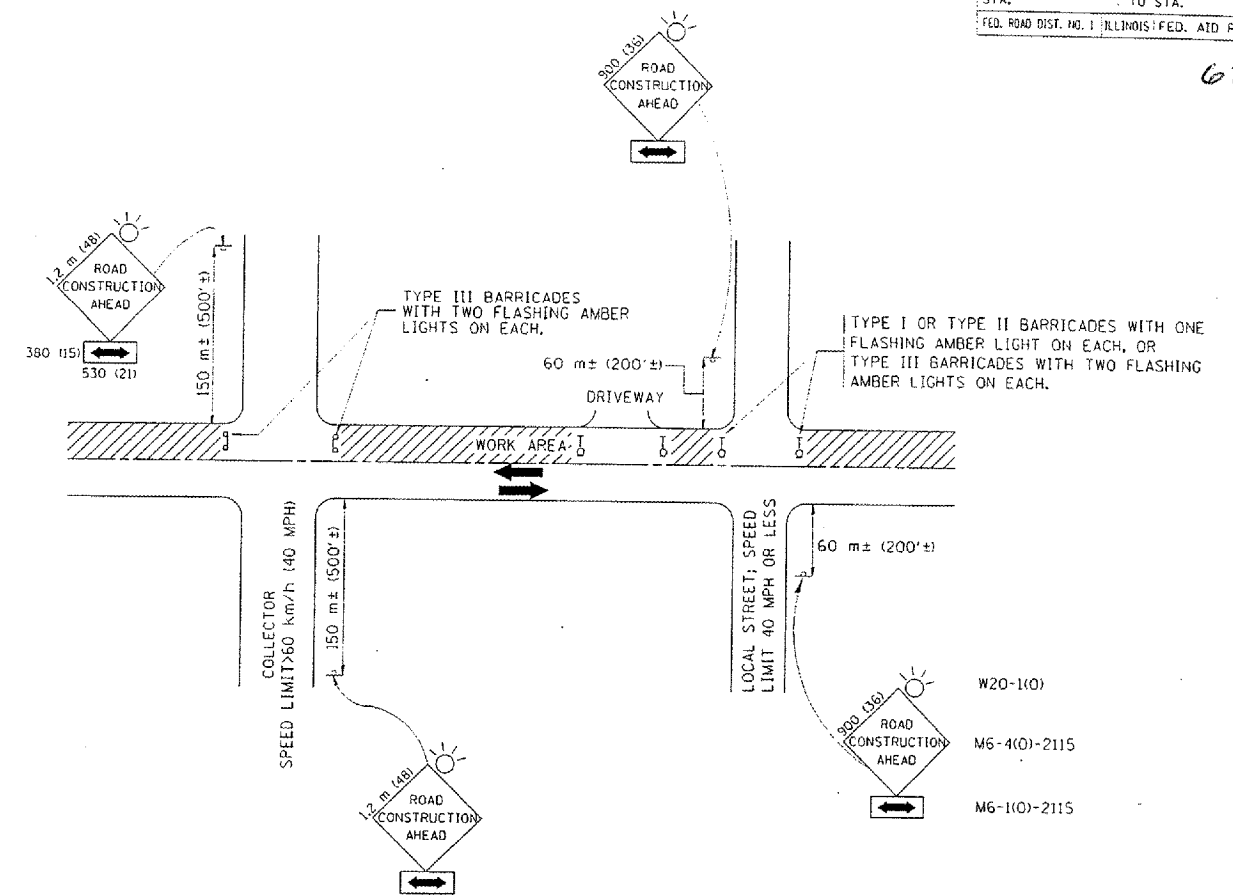 TO STA.
FED. ROAD DIST. NO. 1 ILLINOIS FED. AID
900 (36)
ROAD
CONSTRUCTION
AHEAD
1.2 m (48)
ROAD
CONSTRUCTION
AHEAD
380 (15)
530 (21)
150 m± (500'±)
TYPE III BARRICADES
WITH TWO FLASHING AMBER
LIGHTS ON EACH.
60 m± (200'±)
DRIVEWAY
TYPE I OR TYPE II BARRICADES WITH ONE
FLASHING AMBER LIGHT ON EACH, OR
TYPE III BARRICADES WITH TWO FLASHING
AMBER LIGHTS ON EACH.
WORK AREA
COLLECTOR
SPEED LIMIT>60 km/h (40 MPH)
150 m± (500'±)
LOCAL STREET; SPEED
LIMIT 40 MPH OR LESS
60 m± (200'±)
1.2 m (48)
ROAD
CONSTRUCTION
AHEAD
900 (36)
ROAD
CONSTRUCTION
AHEAD
W20-1(O)
M6-4(O)-2115
M6-1(O)-2115